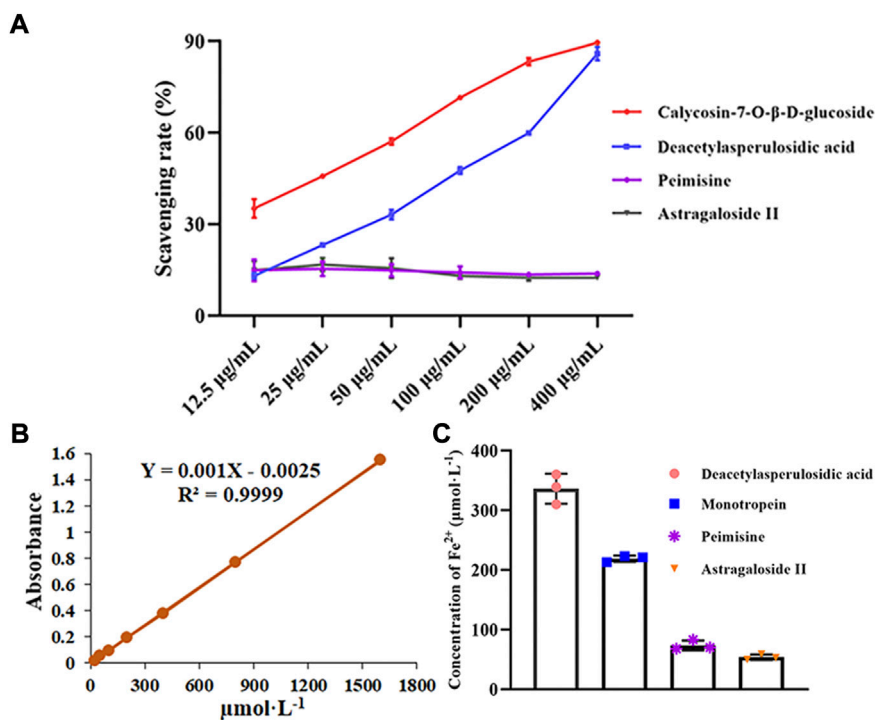 A
90
60
30
0
Scavenging rate (%)
12.5 µg/mL
25 µg/mL
50 µg/mL
100 µg/mL
200 µg/mL
400 µg/mL
Calycosin-7-O-β-D-glucoside
Deacetylasperulosidic acid
Peimisine
Astragaloside II
B
1.6
1.4
1.2
1
0.8
0.6
0.4
0.2
0
Absorbance
Y = 0.001X - 0.0025
R² = 0.9999
0 300 600 900 1200 1500 1800
µmol·L⁻¹
C
400
300
200
100
0
Concentration of Fe²⁺ (µmol·L⁻¹)
Deacetylasperulosidic acid
Monotropein
Peimisine
Astragaloside II